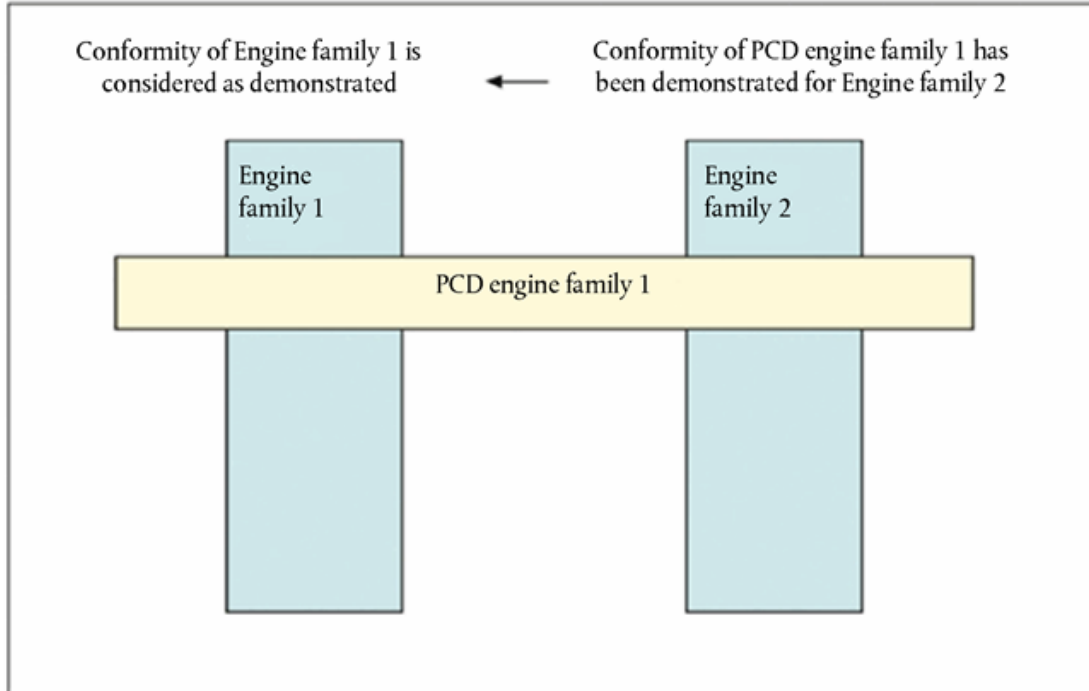 Conformity of Engine family 1 is
considered as demonstrated
Conformity of PCD engine family 1 has
been demonstrated for Engine family 2
Engine
family 1
Engine
family 2
PCD engine family 1